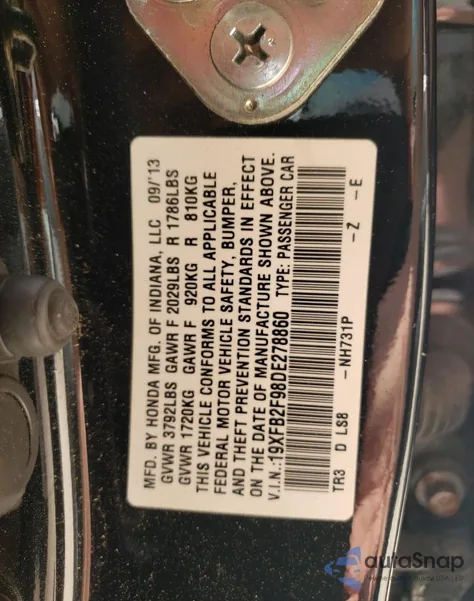 MFD. BY HONDA MFG. OF INDIANA, LLC 09/'13
GVWR 3792LBS GAWR F 2029LBS R 1786LBS
GVWR 1720KG GAWR F 920KG R 810KG
THIS VEHICLE CONFORMS TO ALL APPLICABLE
FEDERAL MOTOR VEHICLE SAFETY, BUMPER,
AND THEFT PREVENTION STANDARDS IN EFFECT
ON THE DATE OF MANUFACTURE SHOWN ABOVE.
V.I.N.:19XFB2F98DE278860 TYPE: PASSENGER CAR
TR3 D LS8 -NH731P -Z -E
autoSnap